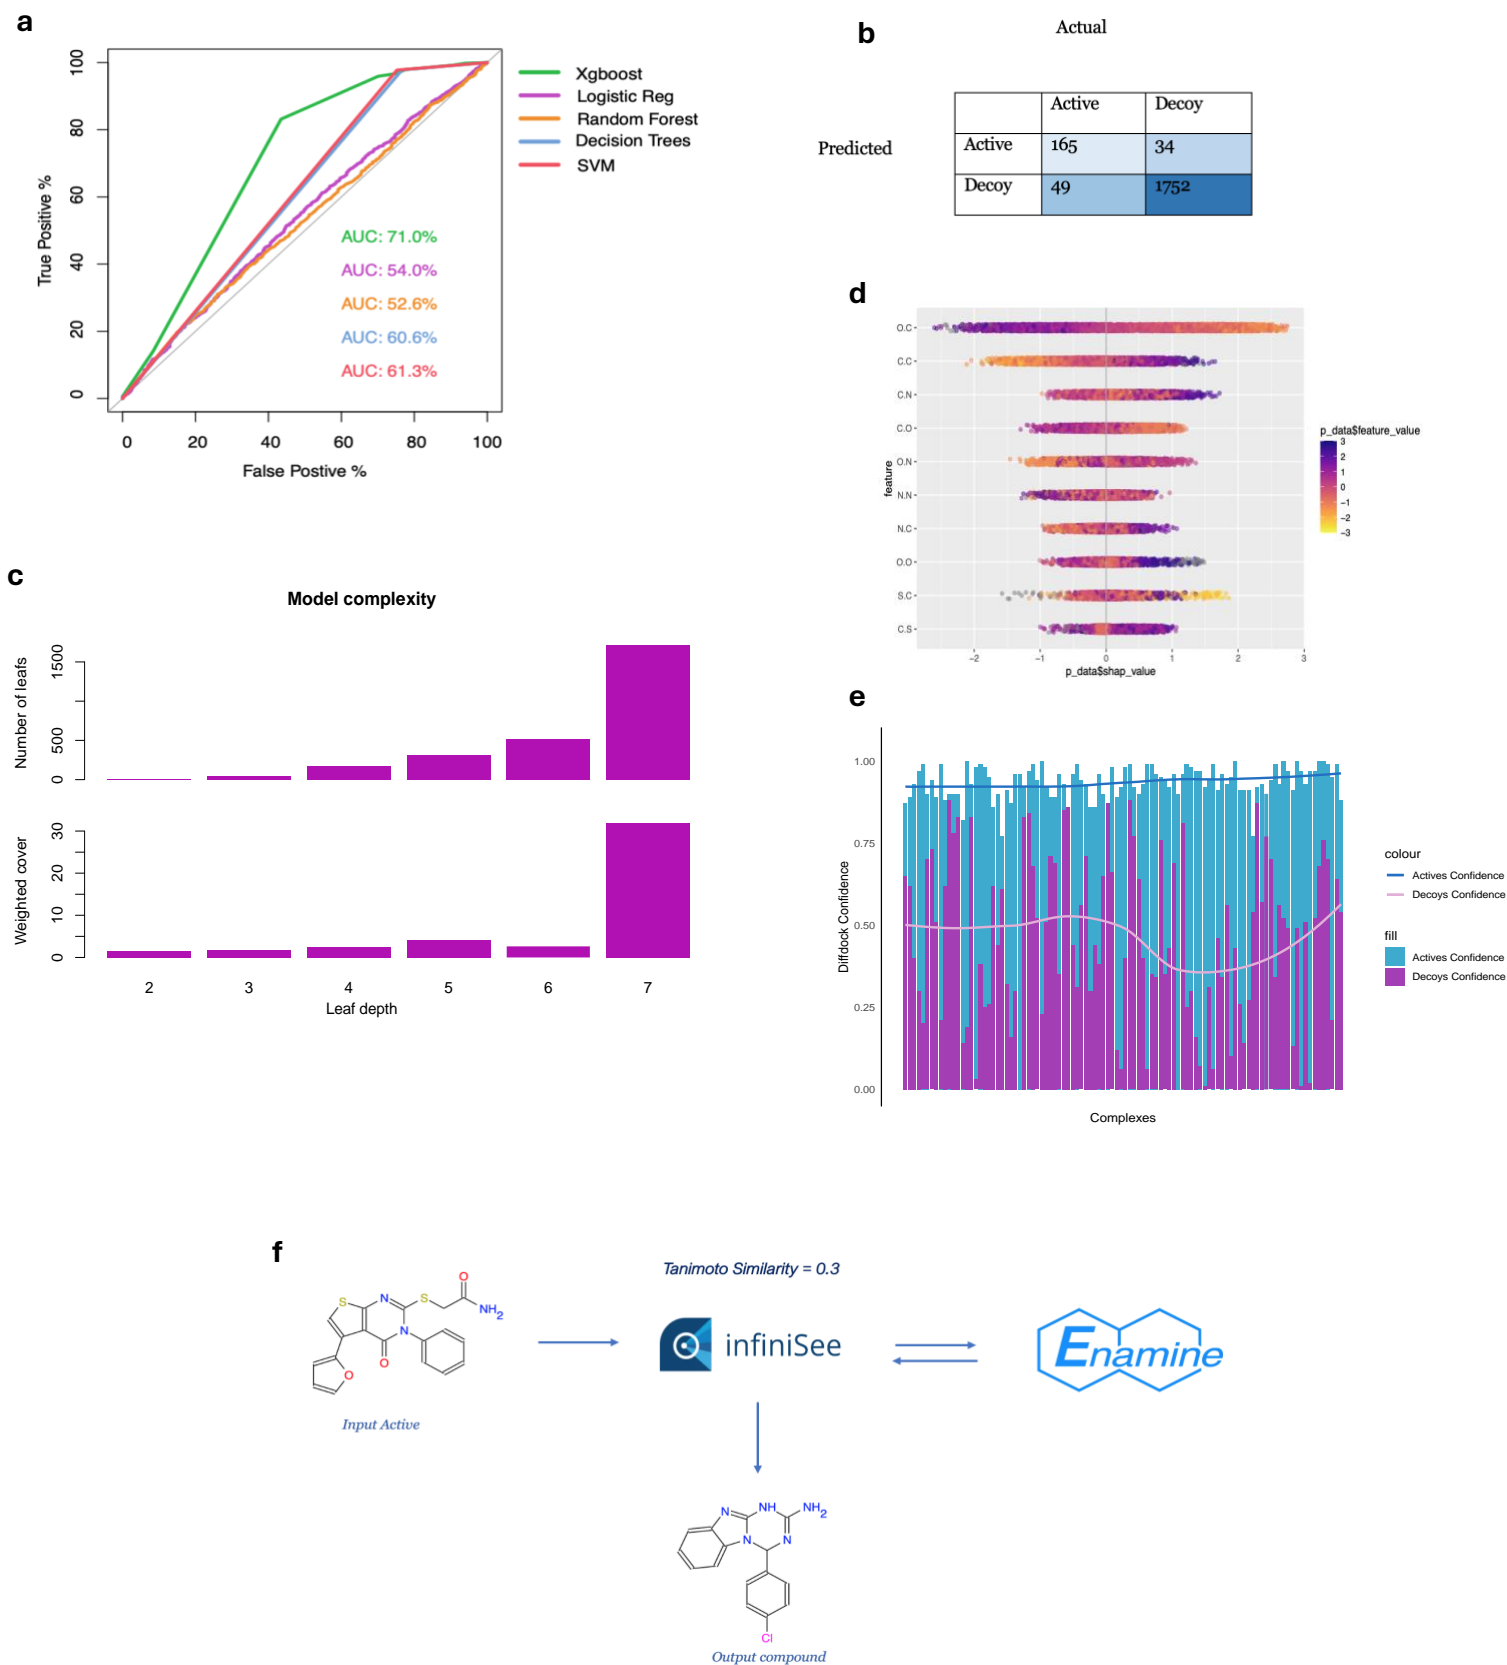 a
100
80
60
40
20
0
True Positive %
0 20 40 60 80 100
False Postive %
Xgboost
Logistic Reg
Random Forest
Decision Trees
SVM
AUC: 71.0%
AUC: 54.0%
AUC: 52.6%
AUC: 60.6%
AUC: 61.3%
b
Actual
Predicted
Active Decoy
Active 165 34
Decoy 49 1752
d
feature
O.C
C.C
C.N
C.O
O.N
N.N
N.C
O.O
S.C
C.S
−2 −1 0 1 2 3
p_data$shap_value
p_data$feature_value
3
2
1
0
−1
−2
−3
c
Model complexity
Number of leafs
1500
500
0
Weighted cover
30
20
10
0
2 3 4 5 6 7
Leaf depth
e
Diffdock Confidence
1.00
0.75
0.50
0.25
0.00
Complexes
colour
Actives Confidence
Decoys Confidence
fill
Actives Confidence
Decoys Confidence
f
S N S O NH2
N O O
Input Active
Tanimoto Similarity = 0.3
infiniSee
Enamine
N NH NH2
N N
Cl
Output compound